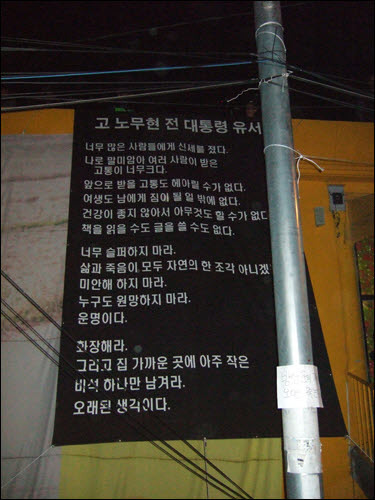 고 노무현 전 대통령 유서
너무 많은 사람들에게 신세를 졌다.
나로 말미암아 여러 사람이 받은
고통이 너무크다.
앞으로 받을 고통도 헤아릴 수가 없다.
여생도 남에게 짐이 될 일 밖에 없다.
건강이 좋지 않아서 아무것도 할 수가 없다
책을 읽을 수도 글을 쓸 수도 없다.
너무 슬퍼하지 마라.
삶과 죽음이 모두 자연의 한 조각 아니겠
미안해 하지 마라.
누구도 원망하지 마라.
운명이다.
화장해라.
그리고 집 가까운 곳에 아주 작은
비석 하나만 남겨라.
오래된 생각이다.